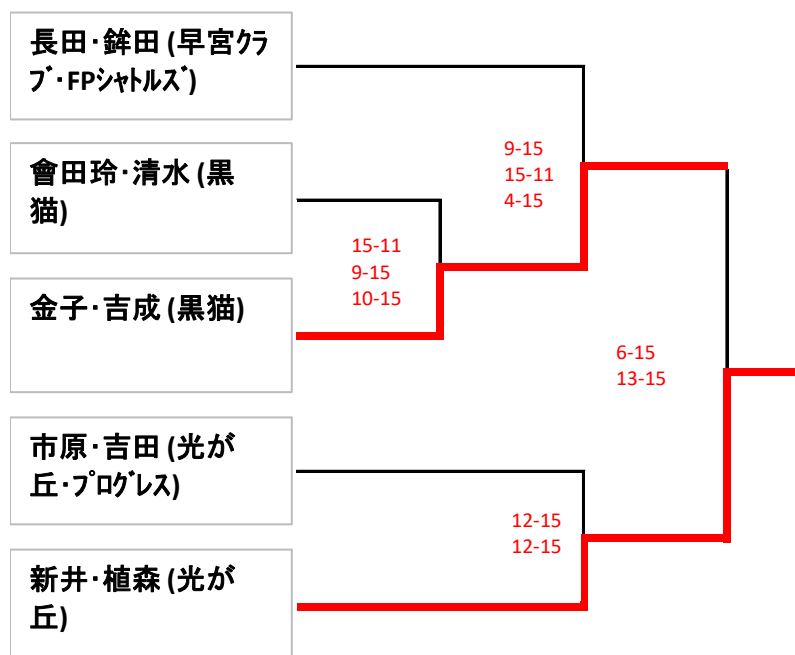 長田・鉾田 (早宮ｸﾗ
ﾌﾞ・FPｼｬﾄﾙｽﾞ)
會田玲・清水 (黒
猫)
金子・吉成 (黒猫)
市原・吉田 (光が
丘・ﾌﾟﾛｸﾞﾚｽ)
新井・植森 (光が
丘)
15-11
9-15
10-15
9-15
15-11
4-15
12-15
12-15
6-15
13-15